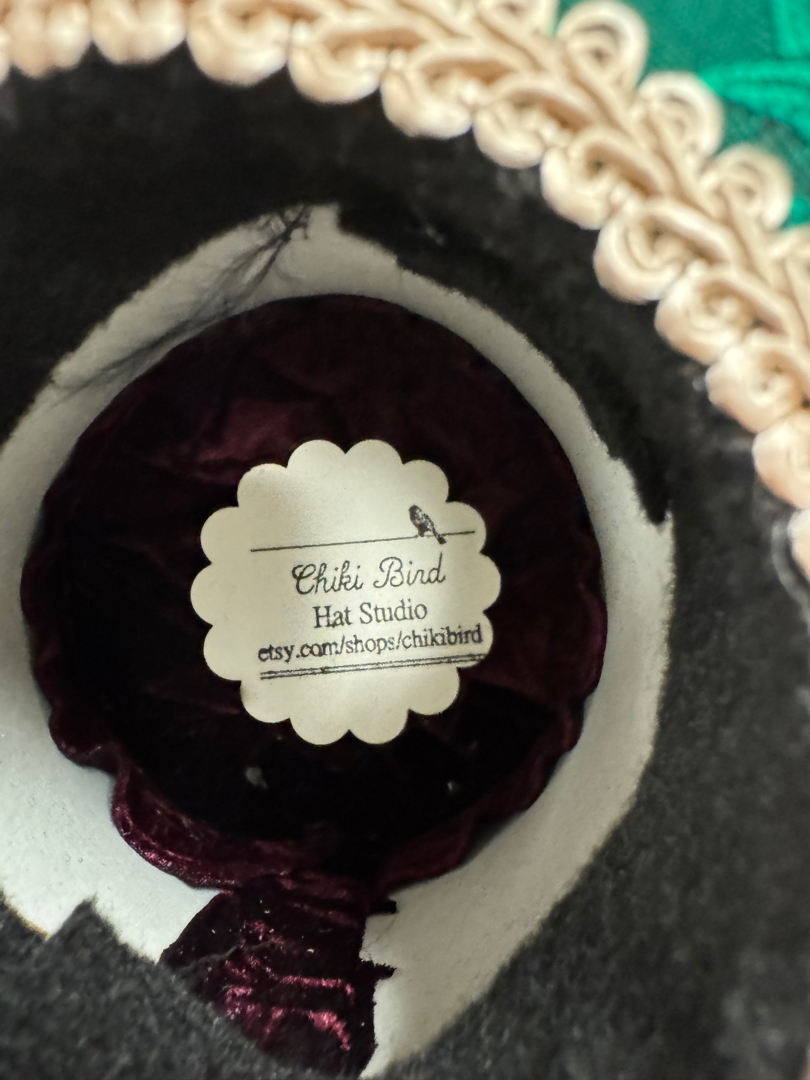 Chiki Bird
Hat Studio
etsy.com/shops/chikibird